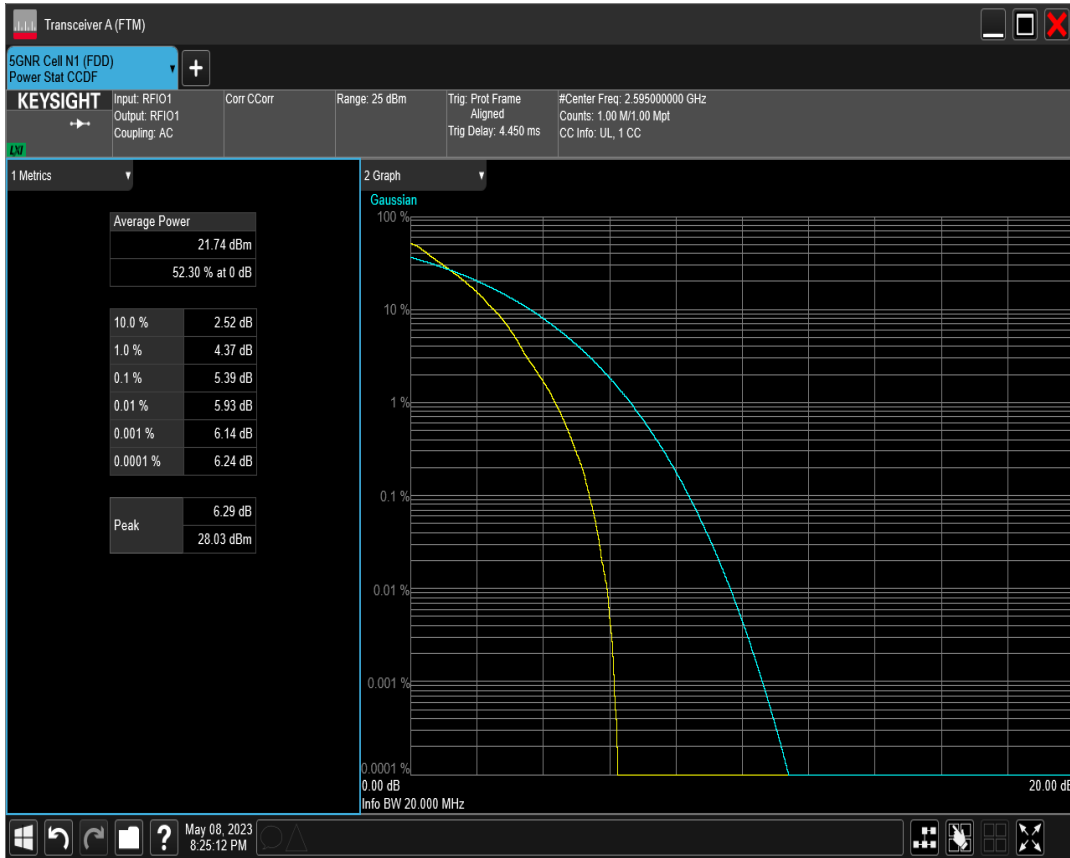 Transceiver A (FTM)
5GNR Cell N1 (FDD)
Power Stat CCDF
KEYSIGHT
LXI
Input: RFIO1
Output: RFIO1
Coupling: AC
Corr CCorr
Range: 25 dBm
Trig: Prot Frame
Aligned
Trig Delay: 4.450 ms
#Center Freq: 2.595000000 GHz
Counts: 1.00 M/1.00 Mpt
CC Info: UL, 1 CC
1 Metrics
Average Power
21.74 dBm
52.30 % at 0 dB
10.0 % 2.52 dB
1.0 % 4.37 dB
0.1 % 5.39 dB
0.01 % 5.93 dB
0.001 % 6.14 dB
0.0001 % 6.24 dB
Peak
6.29 dB
28.03 dBm
2 Graph
Gaussian
100 %
10 %
1 %
0.1 %
0.01 %
0.001 %
0.0001 %
0.00 dB
20.00 dB
Info BW 20.000 MHz
?
May 08, 2023
8:25:12 PM